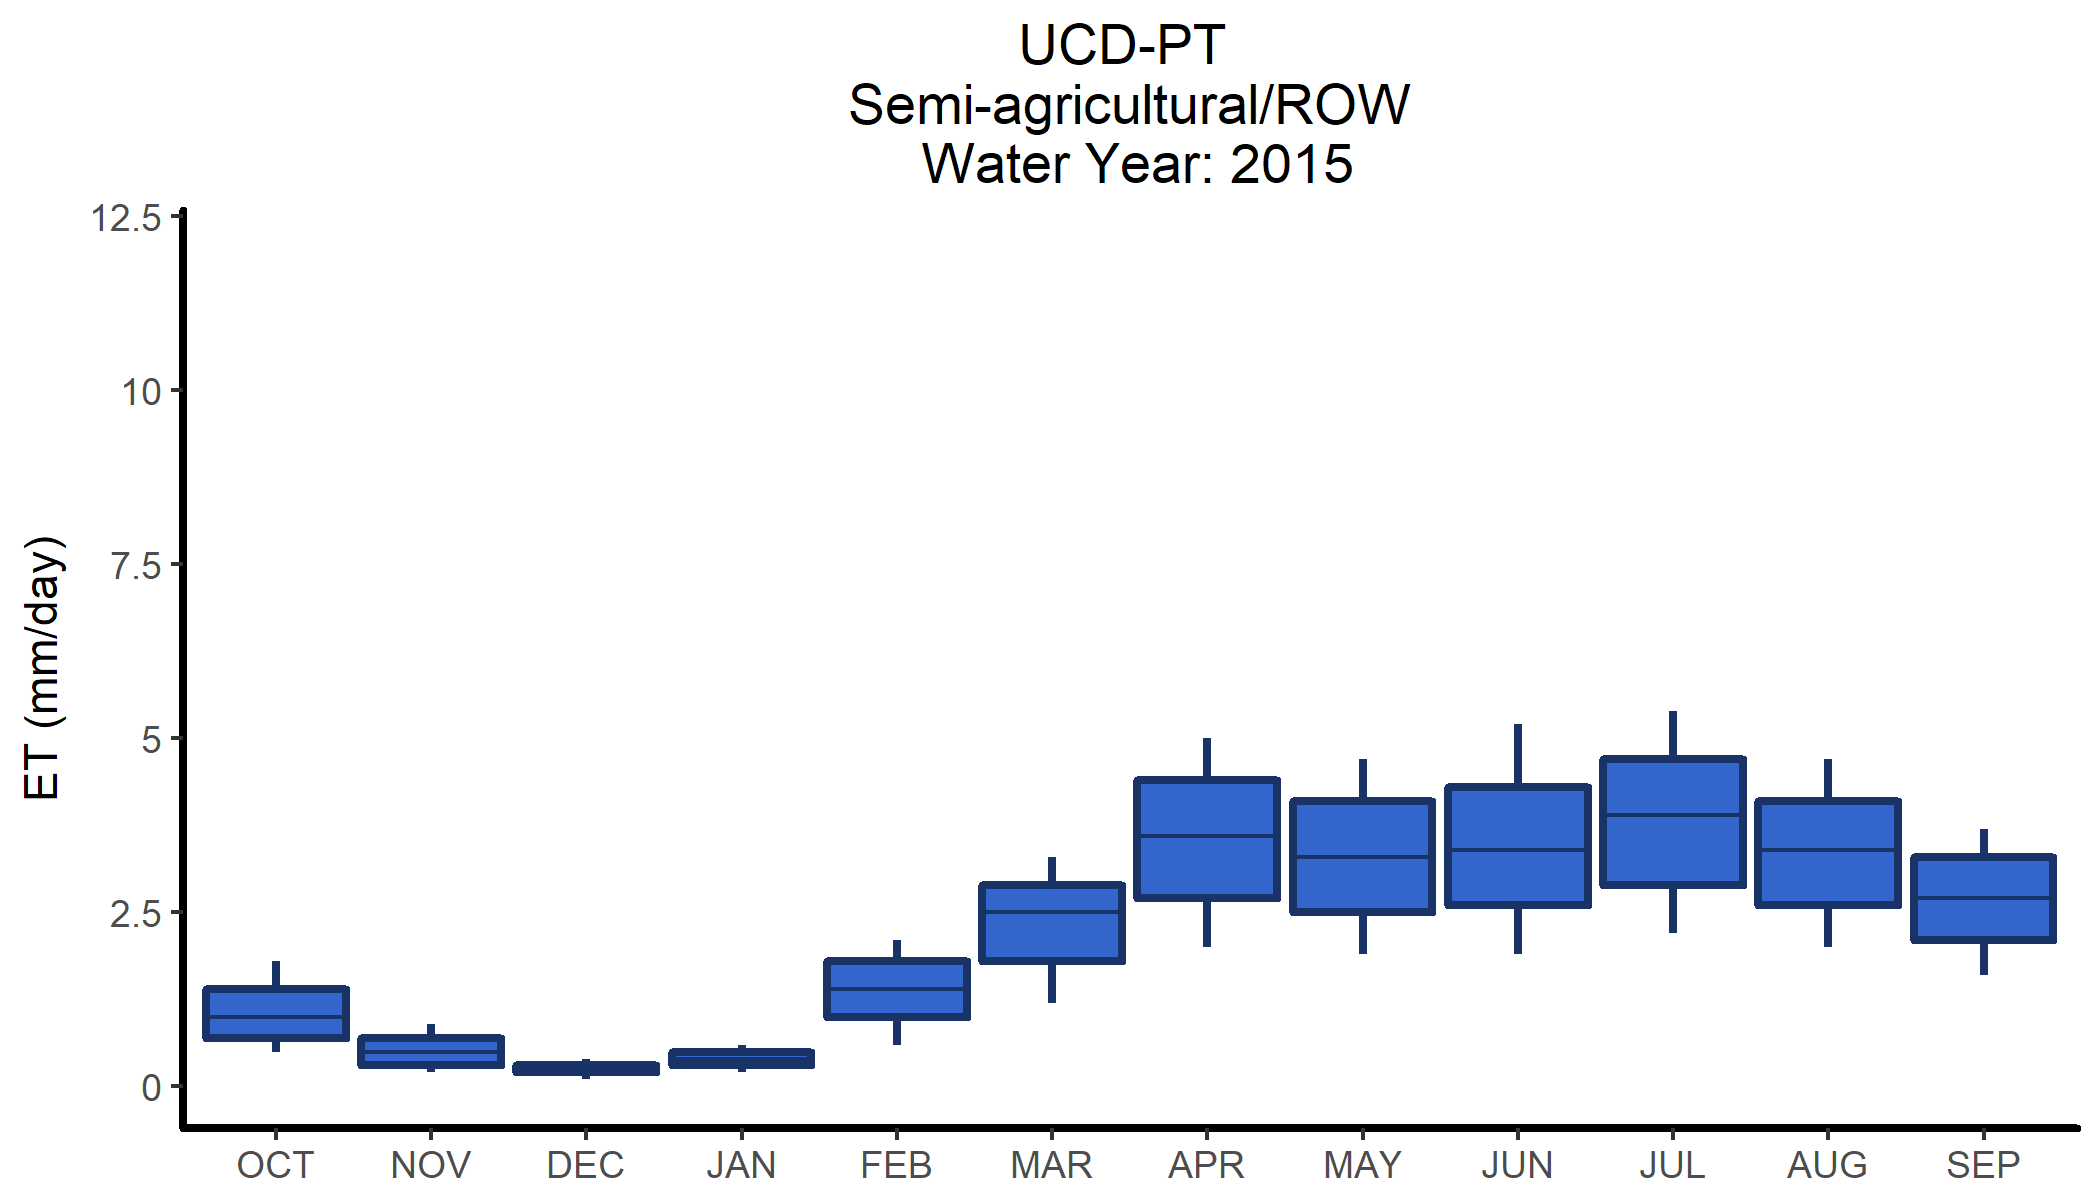 UCD-PT
Semi-agricultural/ROW
Water Year: 2015
ET (mm/day)
12.5
10
7.5
5
2.5
0
OCT NOV DEC JAN FEB MAR APR MAY JUN JUL AUG SEP